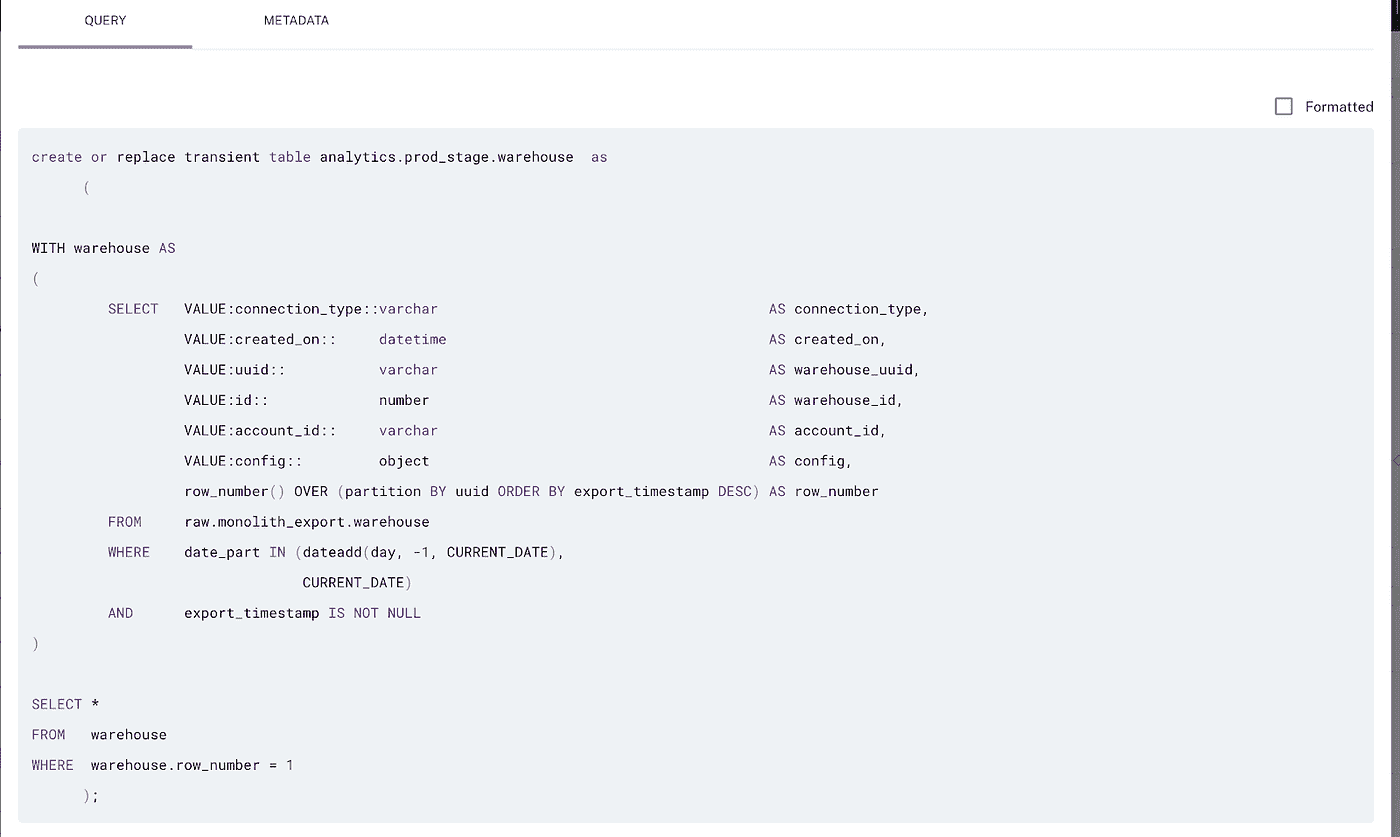 QUERY METADATA
Formatted
create or replace transient table analytics.prod_stage.warehouse  as
      (
WITH warehouse AS
(
         SELECT   VALUE:connection_type::varchar                                       AS connection_type,
                  VALUE:created_on::     datetime                                      AS created_on,
                  VALUE:uuid::           varchar                                       AS warehouse_uuid,
                  VALUE:id::             number                                        AS warehouse_id,
                  VALUE:account_id::     varchar                                       AS account_id,
                  VALUE:config::         object                                        AS config,
                  row_number() OVER (partition BY uuid ORDER BY export_timestamp DESC) AS row_number
         FROM     raw.monolith_export.warehouse
         WHERE    date_part IN (dateadd(day, -1, CURRENT_DATE),
                                CURRENT_DATE)
         AND      export_timestamp IS NOT NULL
)
SELECT *
FROM   warehouse
WHERE  warehouse.row_number = 1
      );